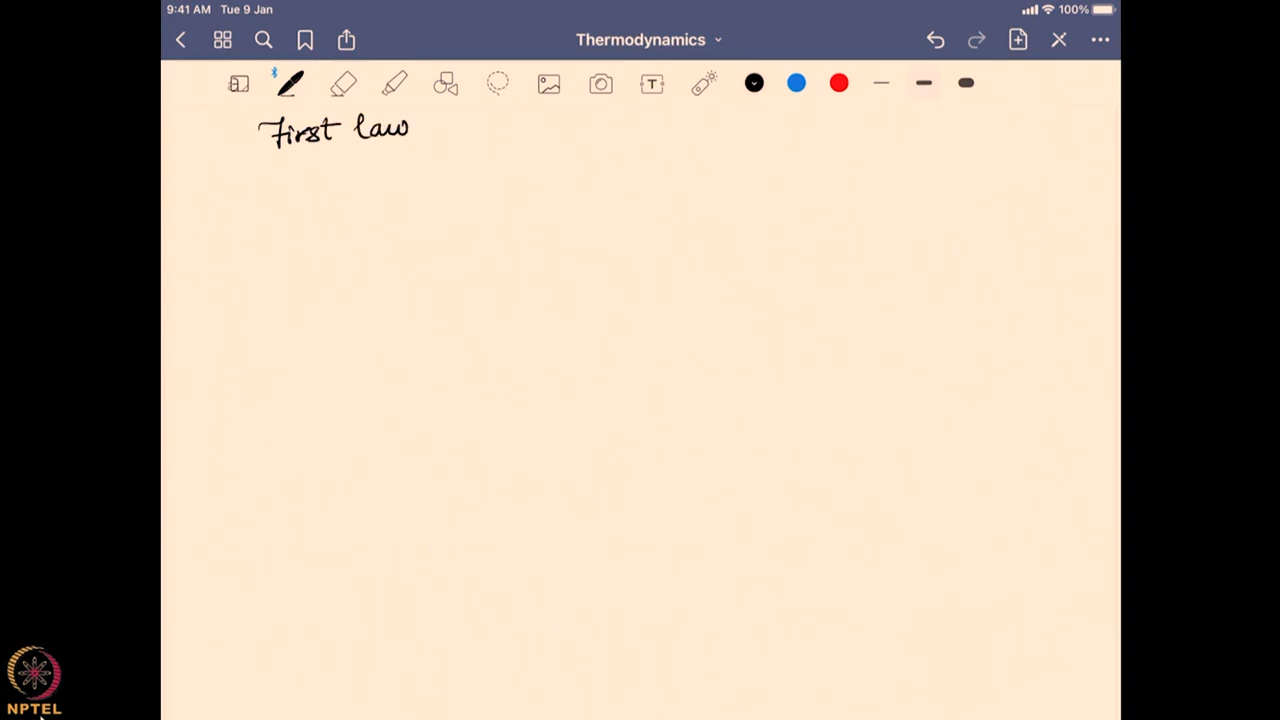 9:41 AM Tue 9 Jan 100%
Thermodynamics
T
First law
NPTEL